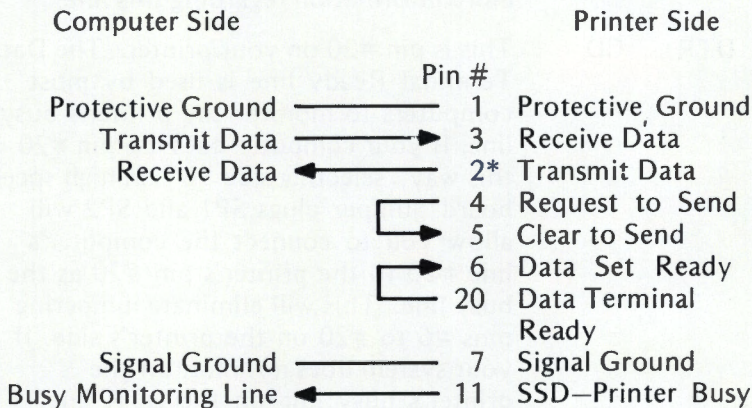 Computer Side Printer Side
Pin #
Protective Ground 1 Protective Ground
Transmit Data 3 Receive Data
Receive Data 2* Transmit Data
4 Request to Send
5 Clear to Send
6 Data Set Ready
20 Data Terminal
Ready
Signal Ground 7 Signal Ground
Busy Monitoring Line 11 SSD—Printer Busy